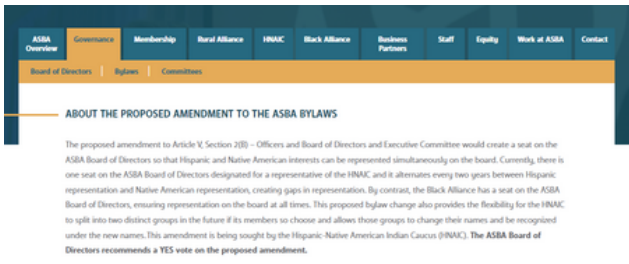 ASBA Overview Governance Membership Rural Alliance HNAIC Black Alliance Business Partners Staff Equity Work at ASBA Contact
Board of Directors Bylaws Committees
ABOUT THE PROPOSED AMENDMENT TO THE ASBA BYLAWS
The proposed amendment to Article V, Section 2(B) – Officers and Board of Directors and Executive Committee would create a seat on the
ASBA Board of Directors so that Hispanic and Native American interests can be represented simultaneously on the board. Currently, there is
one seat on the ASBA Board of Directors designated for a representative of the HNAIC and it alternates every two years between Hispanic
representation and Native American representation, creating gaps in representation. By contrast, the Black Alliance has a seat on the ASBA
Board of Directors, ensuring representation on the board at all times. This proposed bylaw change also provides the flexibility for the HNAIC
to split into two distinct groups in the future if its members so choose and allows those groups to change their names and be recognized
under the new names.This amendment is being sought by the Hispanic-Native American Indian Caucus (HNAIC). The ASBA Board of
Directors recommends a YES vote on the proposed amendment.